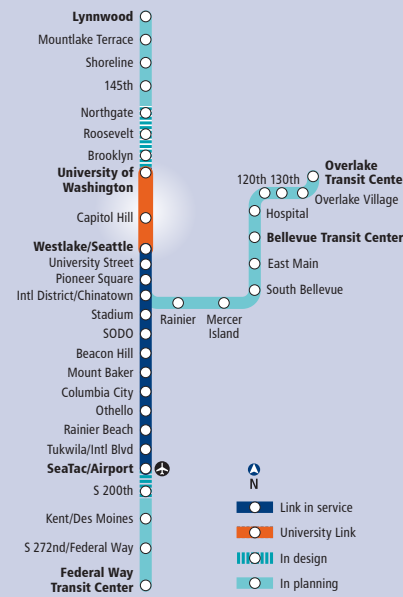 Lynnwood
Mountlake Terrace
Shoreline
145th
Northgate
Roosevelt
Brooklyn
University of
Washington
Capitol Hill
Westlake/Seattle
University Street
Pioneer Square
Intl District/Chinatown
Stadium
SODO
Beacon Hill
Mount Baker
Columbia City
Othello
Rainier Beach
Tukwila/Intl Blvd
SeaTac/Airport
S 200th
Kent/Des Moines
S 272nd/Federal Way
Federal Way
Transit Center
Overlake
Transit Cente
120th 130th
Overlake Village
Hospital
Bellevue Transit Center
East Main
South Bellevue
Rainier
Mercer
Island
N
Link in service
University Link
In design
In planning